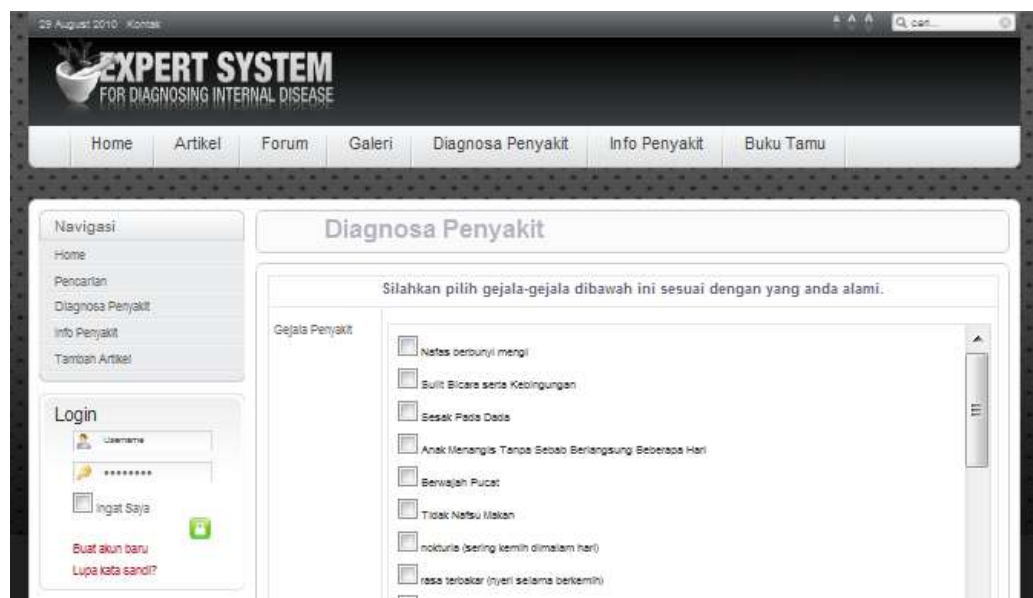 29 August 2010 Kontak
A A A
cari...
EXPERT SYSTEM
FOR DIAGNOSING INTERNAL DISEASE
Home Artikel Forum Galeri Diagnosa Penyakit Info Penyakit Buku Tamu
Navigasi
Home
Pencarian
Diagnosa Penyakit
Info Penyakit
Tambah Artikel
Login
Username
••••••••
Ingat Saya
Buat akun baru
Lupa kata sandi?
Diagnosa Penyakit
Silahkan pilih gejala-gejala dibawah ini sesuai dengan yang anda alami.
Gejala Penyakit
Nafas berbunyi mengi
Sulit Bicara serta Kebingungan
Sesak Pada Dada
Anak Menangis Tanpa Sebab Berlangsung Beberapa Hari
Berwajah Pucat
Tidak Nafsu Makan
nokturia (sering kemih dimalam hari)
rasa terbakar (nyeri selama berkemih)